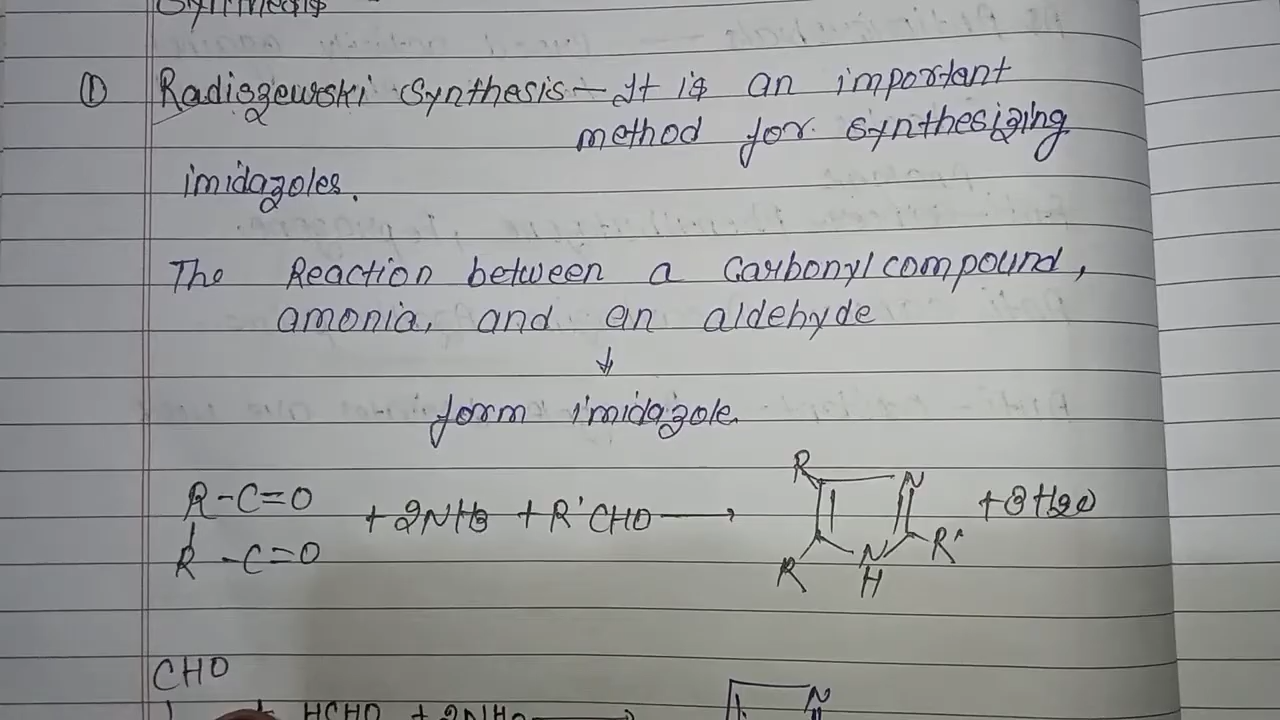 Synthesis
① Radiszewski Synthesis - It is an important
method for synthesizing
imidazoles.
The Reaction between a Carbonyl compound,
amonia, and an aldehyde
↓
form imidazole.
R-C=O
R-C=O
+ 2NH3 + R'CHO ⟶
R N
R N H R'
+ 3H2O
CHO
+ HCHO + 2NH3 ⟶
N